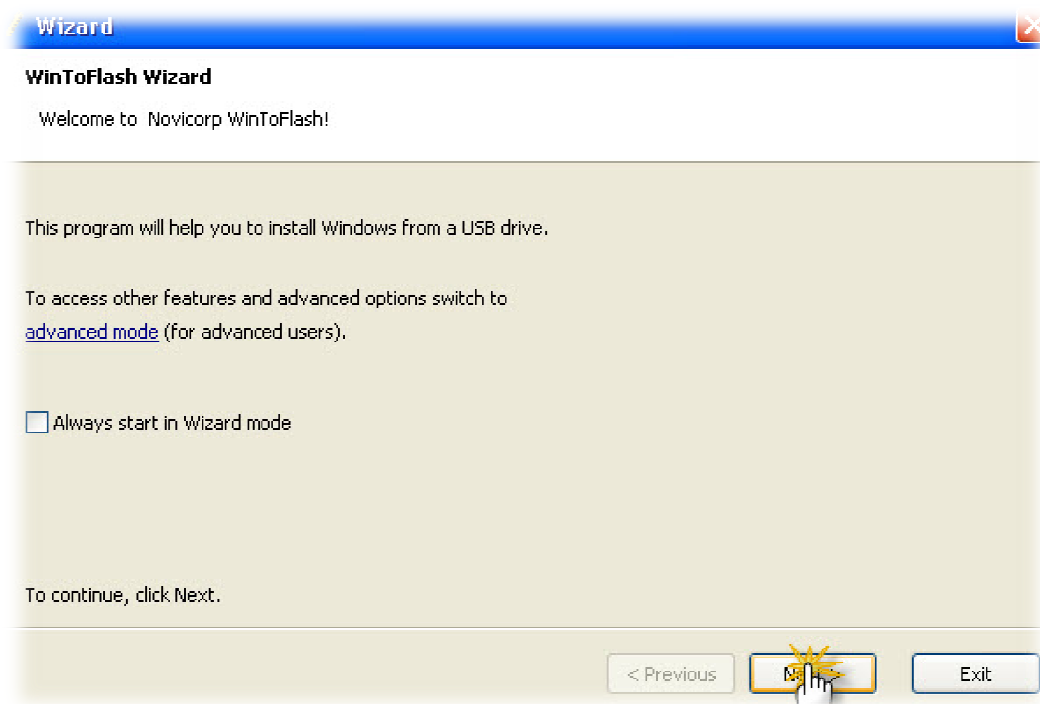 Wizard
WinToFlash Wizard
Welcome to Novicorp WinToFlash!
This program will help you to install Windows from a USB drive.
To access other features and advanced options switch to
advanced mode (for advanced users).
Always start in Wizard mode
To continue, click Next.
< Previous
Exit